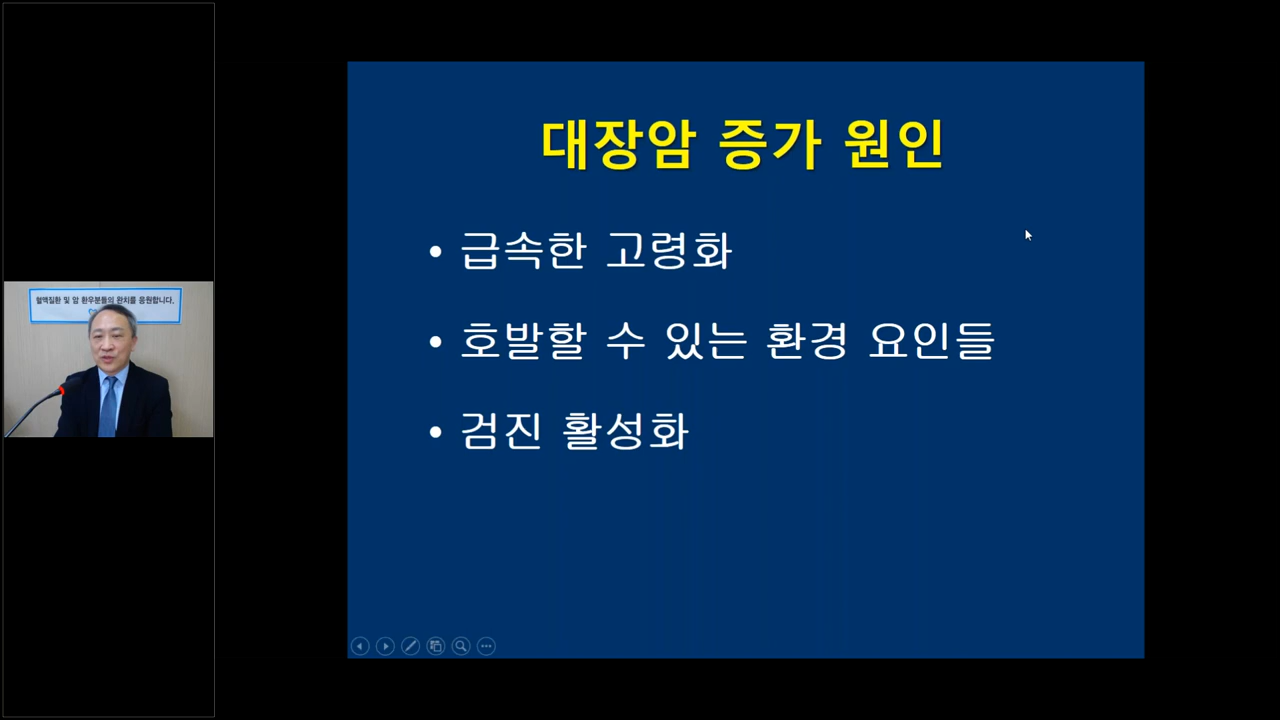 혈액질환 및 암 환우분들의 완치를 응원합니다.
대장암 증가 원인
• 급속한 고령화
• 호발할 수 있는 환경 요인들
• 검진 활성화